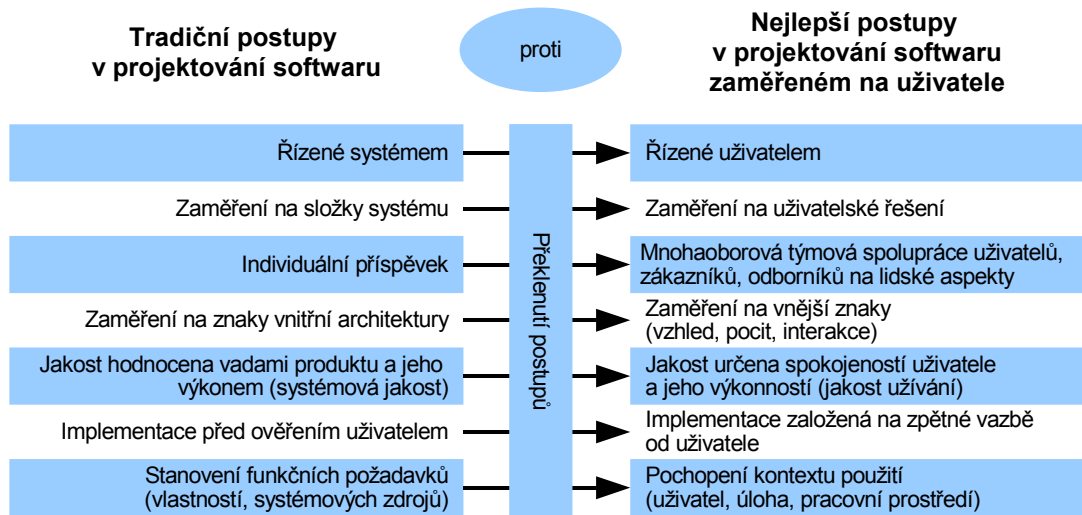 Tradiční postupy
v projektování softwaru
proti
Nejlepší postupy
v projektování softwaru
zaměřeném na uživatele
Řízené systémem
Řízené uživatelem
Zaměření na složky systému
Zaměření na uživatelské řešení
Individuální příspěvek
Mnohaoborová týmová spolupráce uživatelů,
zákazníků, odborníků na lidské aspekty
Zaměření na znaky vnitřní architektury
Zaměření na vnější znaky
(vzhled, pocit, interakce)
Jakost hodnocena vadami produktu a jeho
výkonem (systémová jakost)
Jakost určena spokojeností uživatele
a jeho výkonností (jakost užívání)
Implementace před ověřením uživatelem
Implementace založená na zpětné vazbě
od uživatele
Stanovení funkčních požadavků
(vlastností, systémových zdrojů)
Pochopení kontextu použití
(uživatel, úloha, pracovní prostředí)
Překlenutí postupů